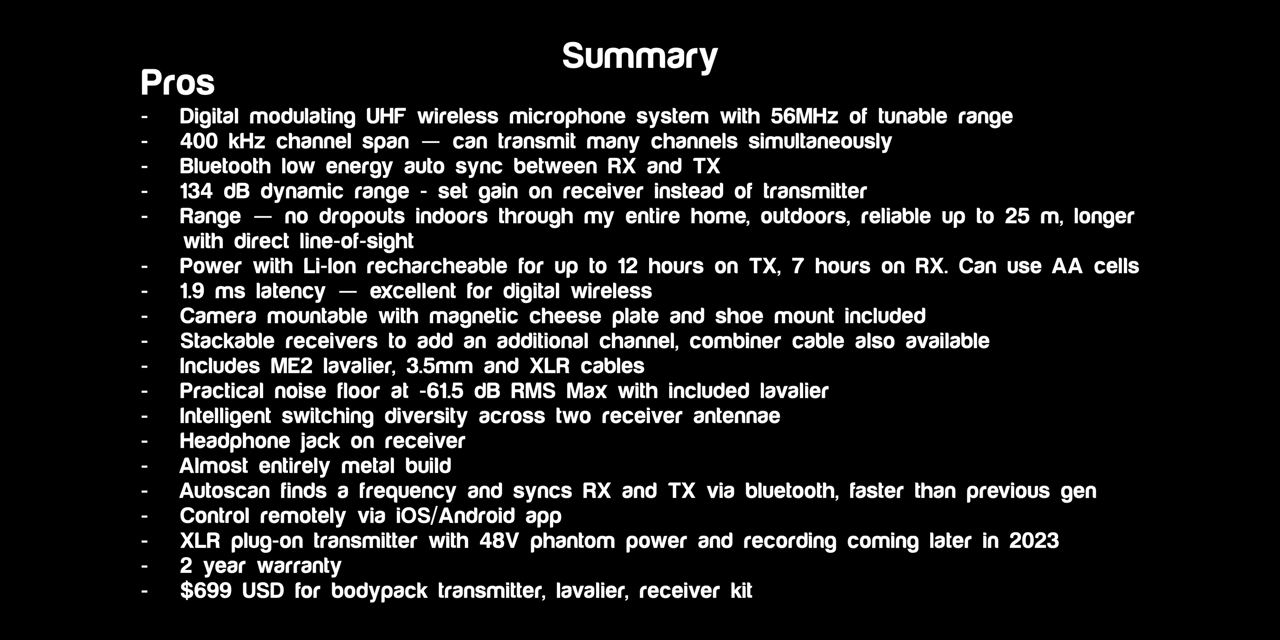 Summary
Pros
- Digital modulating UHF wireless microphone system with 56MHz of tunable range
- 400 kHz channel span — can transmit many channels simultaneously
- Bluetooth low energy auto sync between RX and TX
- 134 dB dynamic range - set gain on receiver instead of transmitter
- Range — no dropouts indoors through my entire home, outdoors, reliable up to 25 m, longer
with direct line-of-sight
- Power with Li-Ion rechargheable for up to 12 hours on TX, 7 hours on RX. Can use AA cells
- 1.9 ms latency — excellent for digital wireless
- Camera mountable with magnetic cheese plate and shoe mount included
- Stackable receivers to add an additional channel, combiner cable also available
- Includes ME2 lavalier, 3.5mm and XLR cables
- Practical noise floor at -61.5 dB RMS Max with included lavalier
- Intelligent switching diversity across two receiver antennae
- Headphone jack on receiver
- Almost entirely metal build
- Autoscan finds a frequency and syncs RX and TX via bluetooth, faster than previous gen
- Control remotely via iOS/Android app
- XLR plug-on transmitter with 48V phantom power and recording coming later in 2023
- 2 year warranty
- $699 USD for bodypack transmitter, lavalier, receiver kit